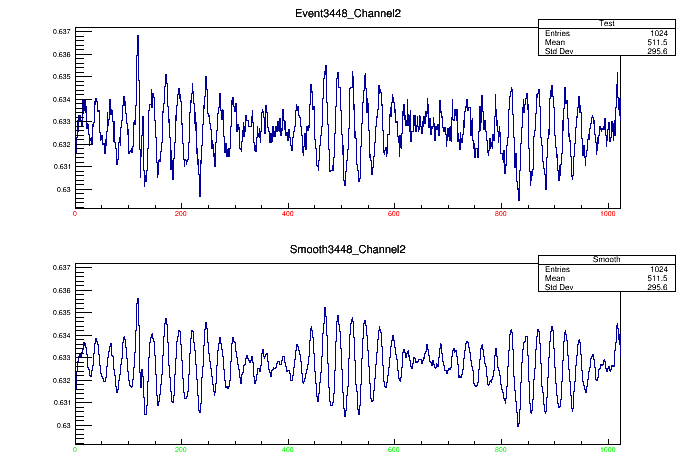 Event3448_Channel2
Test
Entries 1024
Mean 511.5
Std Dev 295.6
0.637
0.636
0.635
0.634
0.633
0.632
0.631
0.63
0 200 400 600 800 1000
Smooth3448_Channel2
Smooth
Entries 1024
Mean 511.5
Std Dev 295.6
0.637
0.636
0.635
0.634
0.633
0.632
0.631
0.63
0 200 400 600 800 1000